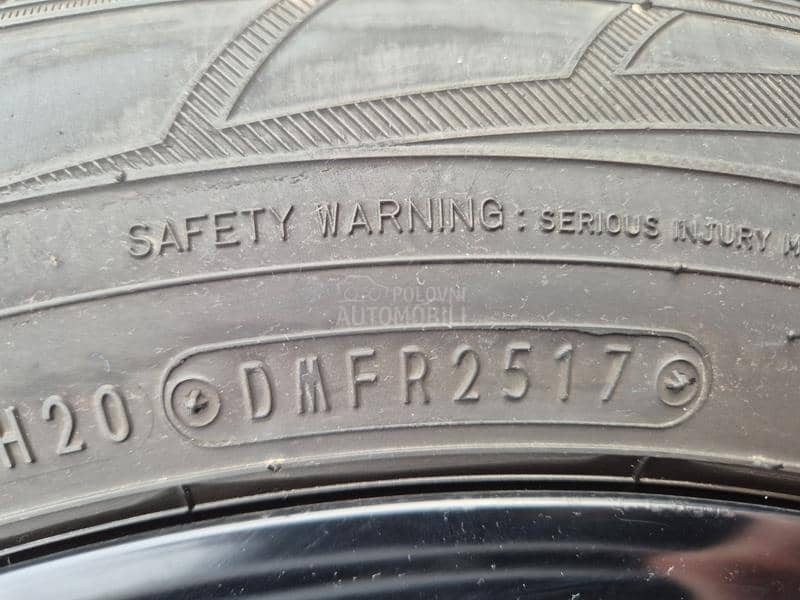 SAFETY WARNING: SERIOUS INJURY M
POLOVNI
AUTOMOBILI
H20 DMFR2517